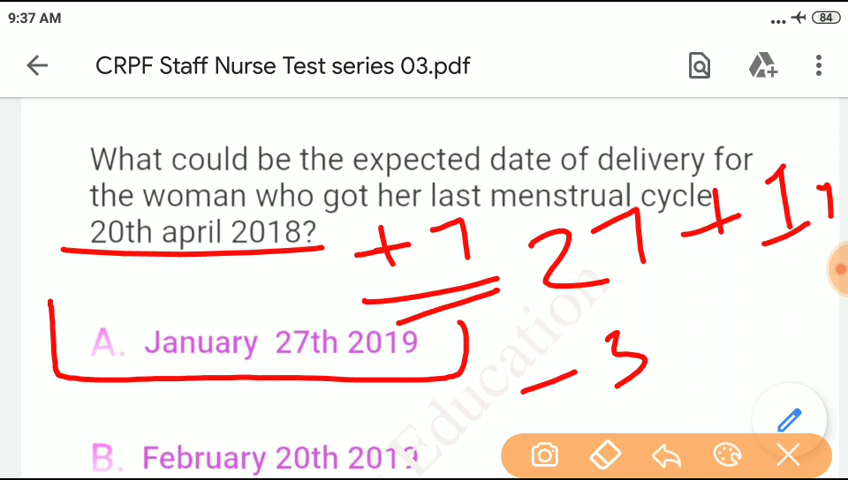 9:37 AM
84
CRPF Staff Nurse Test series 03.pdf
What could be the expected date of delivery for
the woman who got her last menstrual cycle
20th april 2018?
+7
27 + 1
- 3
A. January 27th 2019
B. February 20th 2019
Education